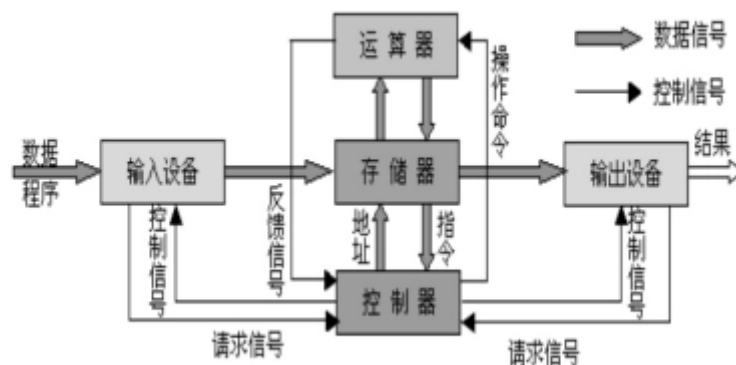 运算器
数据信号
控制信号
操作命令
数据
程序
输入设备
存储器
输出设备
结果
控制信号
反馈信号
地址
指令
控制信号
控制器
请求信号
请求信号